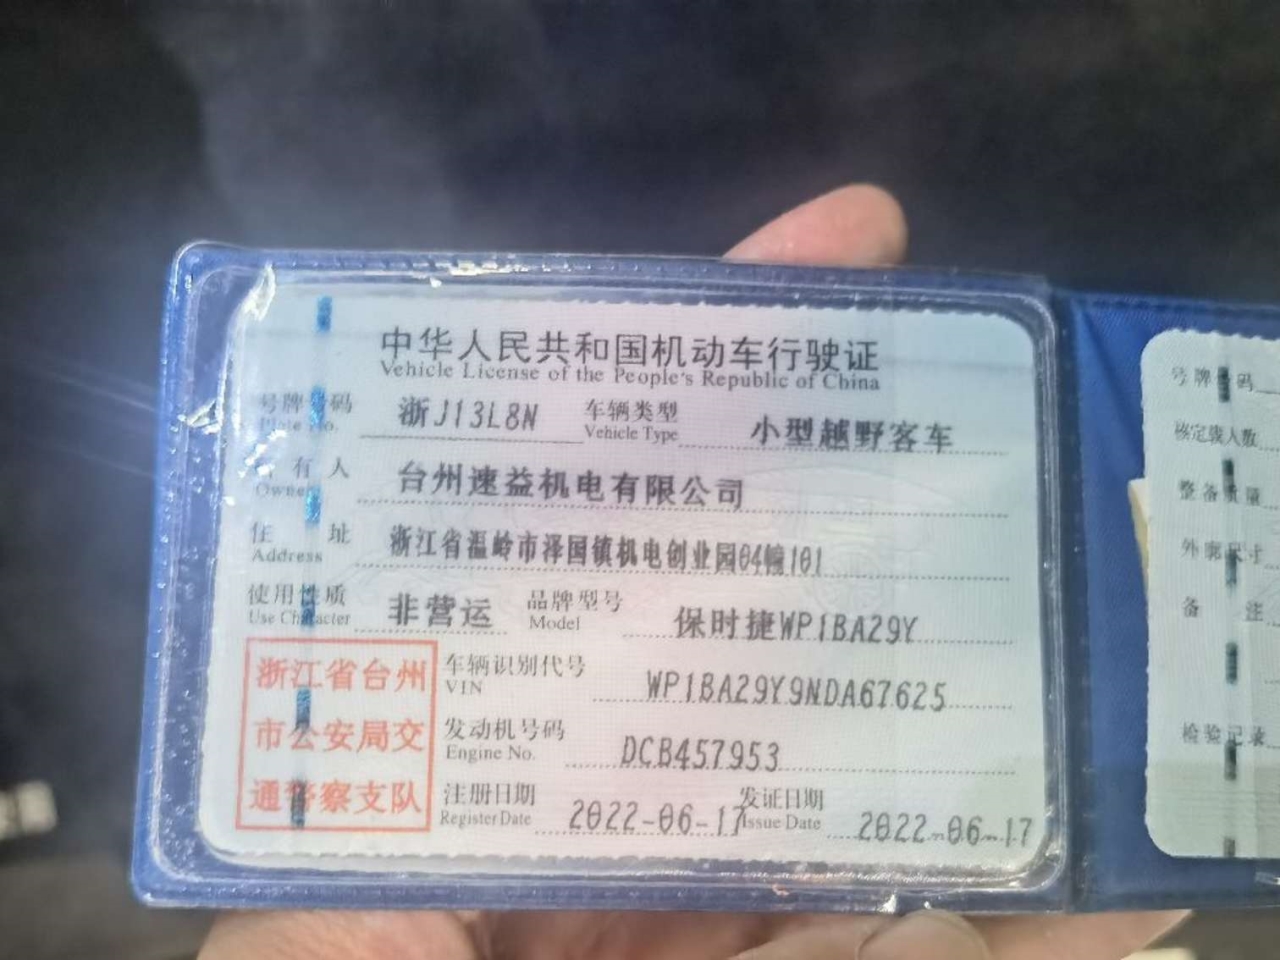 中华人民共和国机动车行驶证
Vehicle License of the People's Republic of China
号牌号码 浙J13L8N 车辆类型 小型越野客车
Plate No. Vehicle Type
所有人 台州速益机电有限公司
Owner
住址 浙江省温岭市泽国镇机电创业园04幢101
Address
使用性质 非营运 品牌型号 保时捷WP1BA29Y
Use Character Model
浙江省台州
市公安局交
通警察支队
车辆识别代号 WP1BA29Y9NDA67625
VIN
发动机号码 DCB457953
Engine No.
注册日期 2022-06-17 发证日期 2022-06-17
Register Date Issue Date
号牌号码
核定载人数
整备质量
外廓尺寸
备注
检验记录